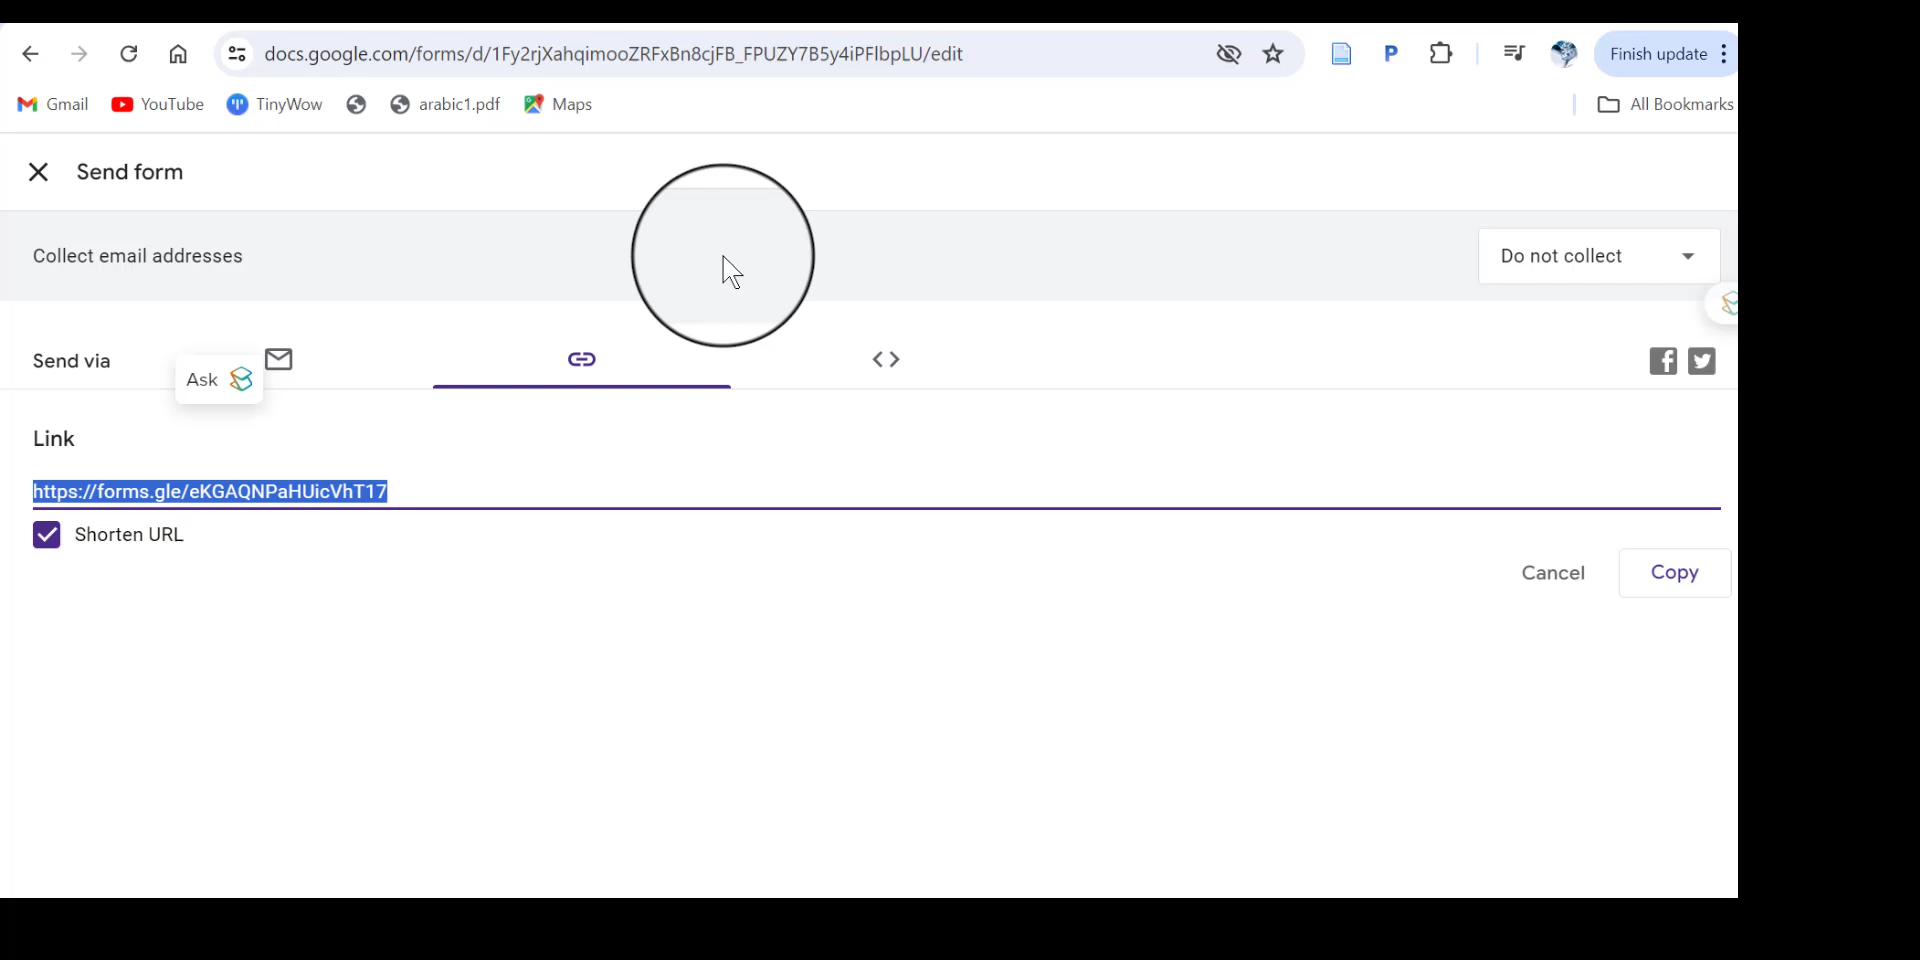 docs.google.com/forms/d/1Fy2rjXahqimooZRFxBn8cjFB_FPUZY7B5y4iPFlbpLU/edit
Finish update
Gmail
YouTube
TinyWow
arabic1.pdf
Maps
All Bookmarks
Send form
Collect email addresses
Do not collect
Send via
Ask
Link
https://forms.gle/eKGAQNPaHUicVhT17
Shorten URL
Cancel
Copy